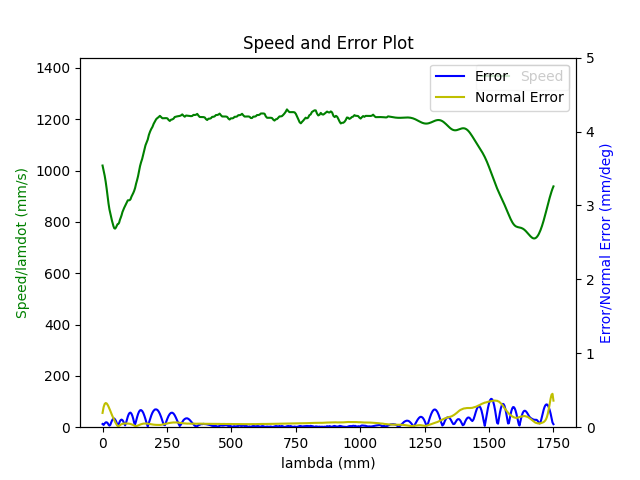 Speed and Error Plot
Error
Speed
Normal Error
1400
1200
1000
800
600
400
200
0
Speed/lamdot (mm/s)
5
4
3
2
1
0
Error/Normal Error (mm/deg)
0 250 500 750 1000 1250 1500 1750
lambda (mm)